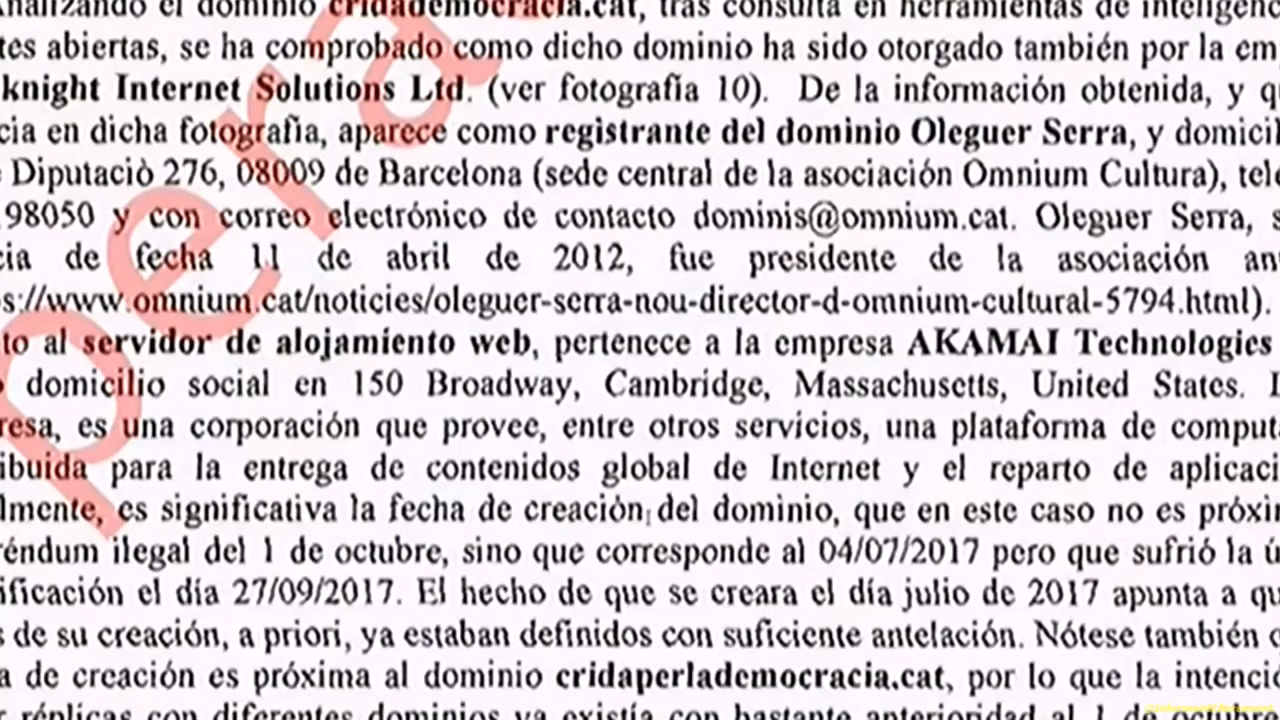 nalizando el dominio cridademocracia.cat, tras consulta en herramientas de inteligenc
tes abiertas, se ha comprobado como dicho dominio ha sido otorgado también por la em
knight Internet Solutions Ltd. (ver fotografía 10). De la información obtenida, y q
cia en dicha fotografia, aparece como registrante del dominio Oleguer Serra, y domicil
Diputaciò 276, 08009 de Barcelona (sede central de la asociación Omnium Cultura), tele
98050 y con correo electrónico de contacto dominis@omnium.cat. Oleguer Serra, s
cia de fecha 11 de abril de 2012, fue presidente de la asociación an
s://www.omnium.cat/noticies/oleguer-serra-nou-director-d-omnium-cultural-5794.html).
to al servidor de alojamiento web, pertenece a la empresa AKAMAI Technologies
domicilio social en 150 Broadway, Cambridge, Massachusetts, United States.
resa, es una corporación que provee, entre otros servicios, una plataforma de computa
ibuida para la entrega de contenidos global de Internet y el reparto de aplicaci
lmente, es significativa la fecha de creación del dominio, que en este caso no es próxim
réndum ilegal del 1 de octubre, sino que corresponde al 04/07/2017 pero que sufrió la ú
ificación el día 27/09/2017. El hecho de que se creara el día julio de 2017 apunta a qu
s de su creación, a priori, ya estaban definidos con suficiente antelación. Nótese también
a de creación es próxima al dominio cridaperlademocracia.cat, por lo que la intenció
réplicas con diferentes dominios ya existía con bastante anterioridad al 1 de octubre
pera